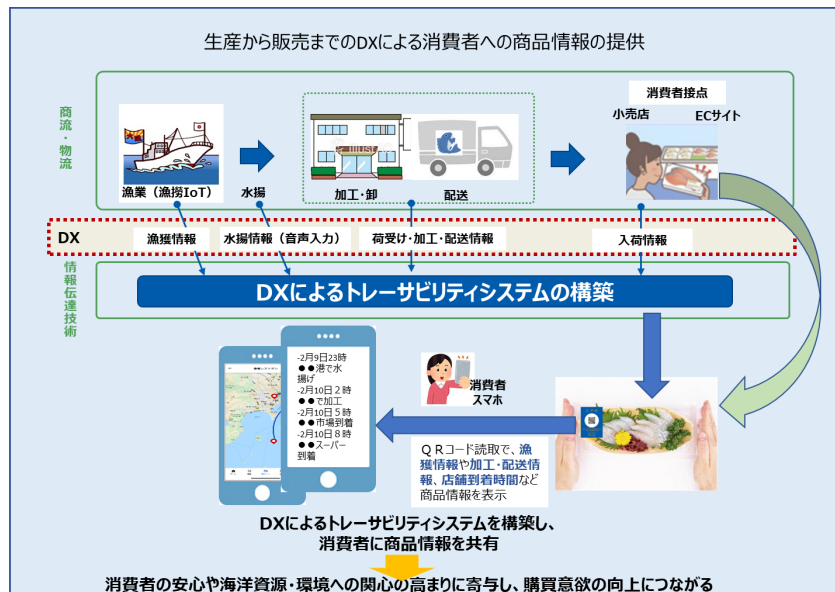 生産から販売までのDXによる消費者への商品情報の提供
商流・物流
消費者接点
小売店
ECサイト
漁業（漁撈IoT）
水揚
加工・卸
配送
DX
漁獲情報
水揚情報（音声入力）
荷受け・加工・配送情報
入荷情報
情報伝達技術
DXによるトレーサビリティシステムの構築
-2月9日23時
●●港で水
揚げ
-2月10日２時
●●で加工
-2月10日５時
●●市場到着
-2月10日８時
●●スーパー
到着
消費者
スマホ
ＱＲコード読取で、漁
獲情報や加工・配送情
報、店舗到着時間など
商品情報を表示
DXによるトレーサビリティシステムを構築し、
消費者に商品情報を共有
消費者の安心や海洋資源・環境への関心の高まりに寄与し、購買意欲の向上につながる